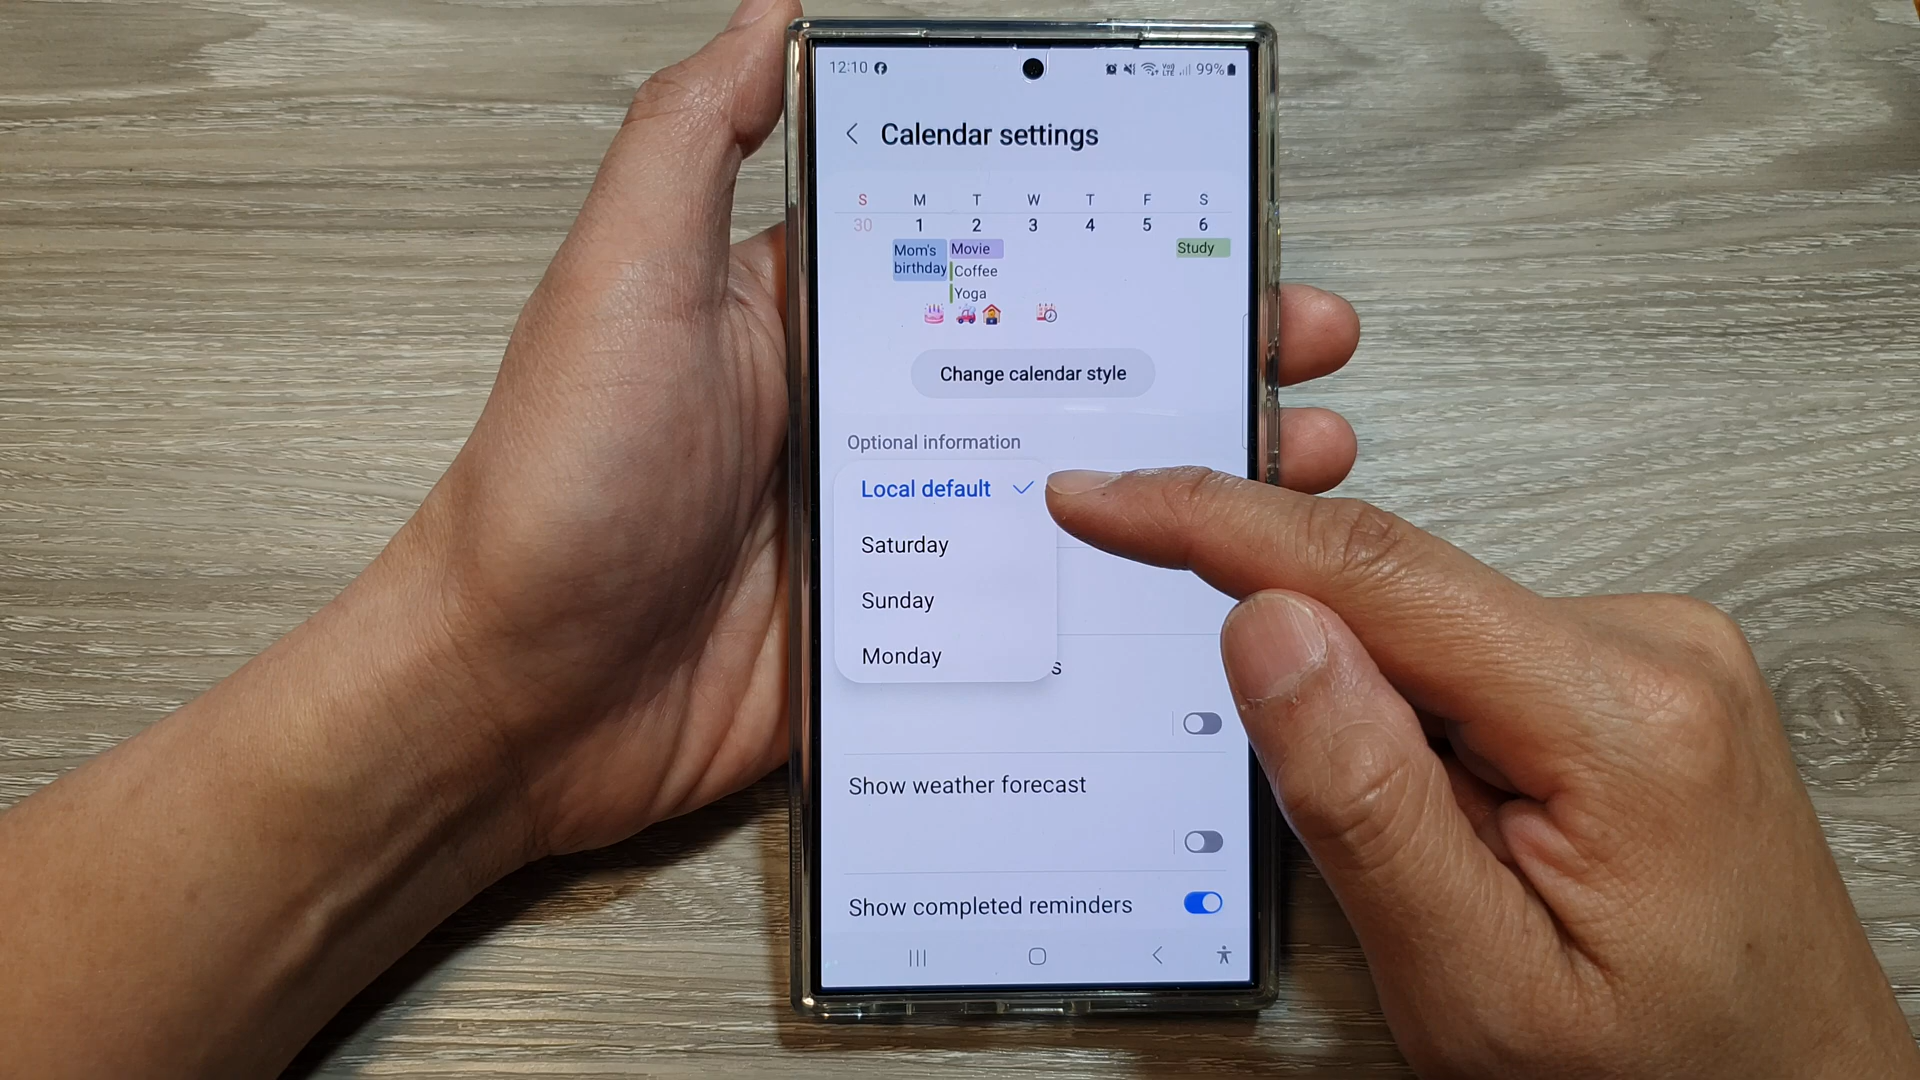 12:10 99%
Calendar settings
S M T W T F S
30 1 2 3 4 5 6
Mom's birthday Movie Study
Coffee
Yoga
Change calendar style
Optional information
Local default
Saturday
Sunday
Monday
s
Show weather forecast
Show completed reminders